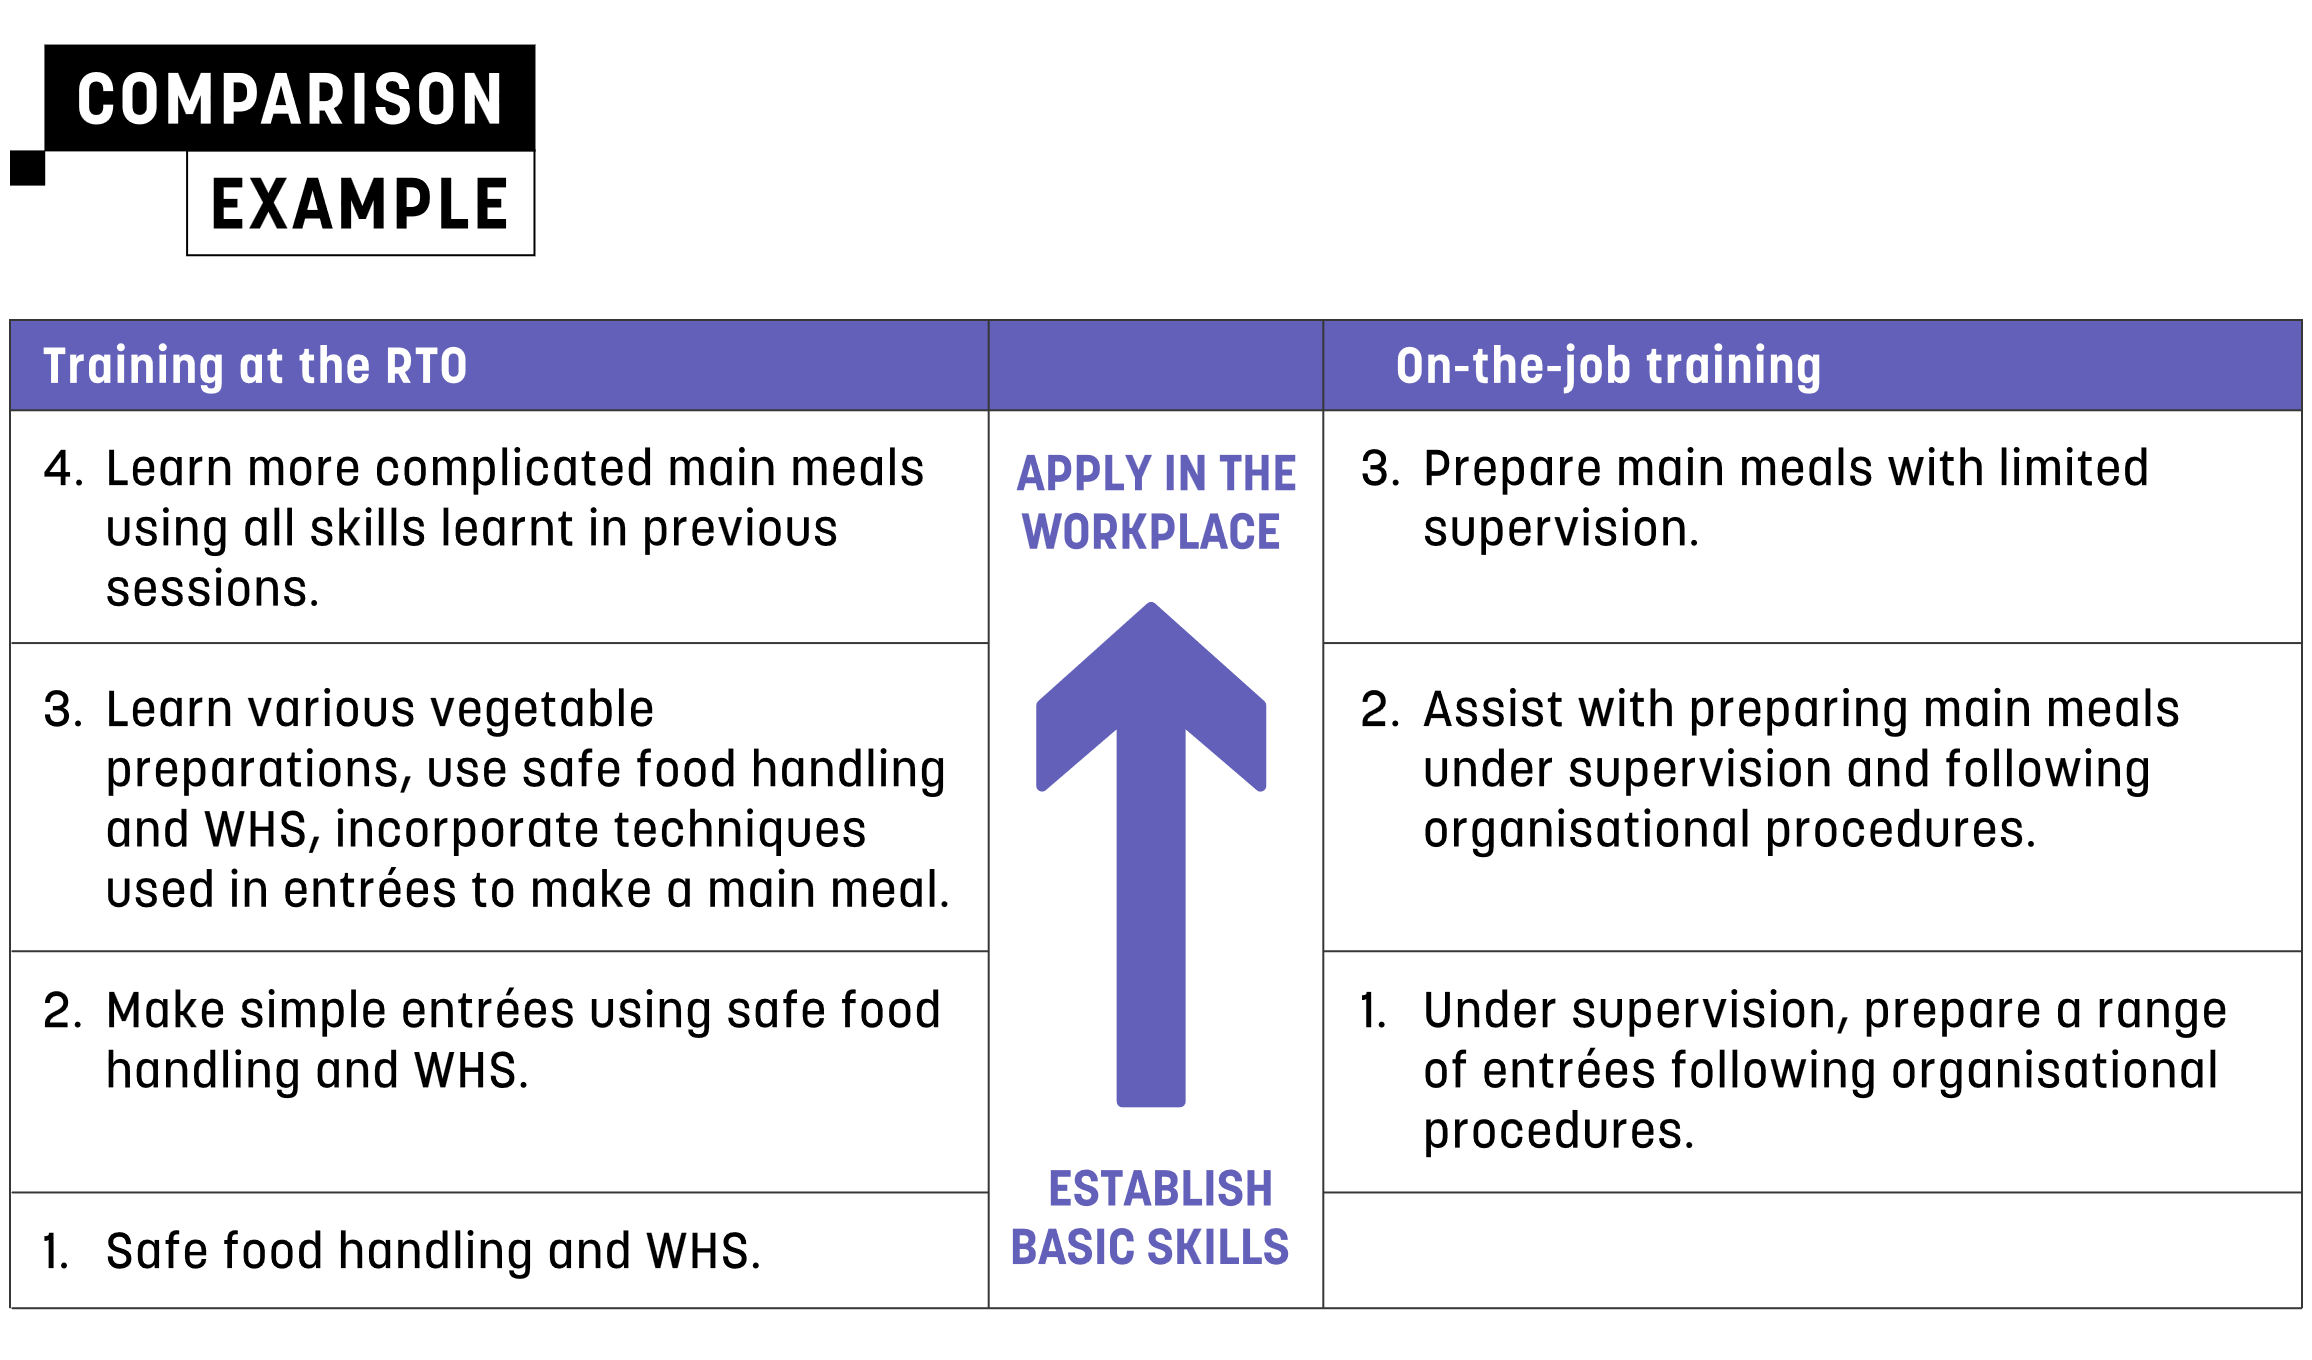 COMPARISON
EXAMPLE
Training at the RTO
On-the-job training
4. Learn more complicated main meals
using all skills learnt in previous
sessions.
APPLY IN THE
WORKPLACE
3. Prepare main meals with limited
supervision.
3. Learn various vegetable
preparations, use safe food handling
and WHS, incorporate techniques
used in entrées to make a main meal.
2. Assist with preparing main meals
under supervision and following
organisational procedures.
2. Make simple entrées using safe food
handling and WHS.
1. Under supervision, prepare a range
of entrées following organisational
procedures.
ESTABLISH
BASIC SKILLS
1. Safe food handling and WHS.